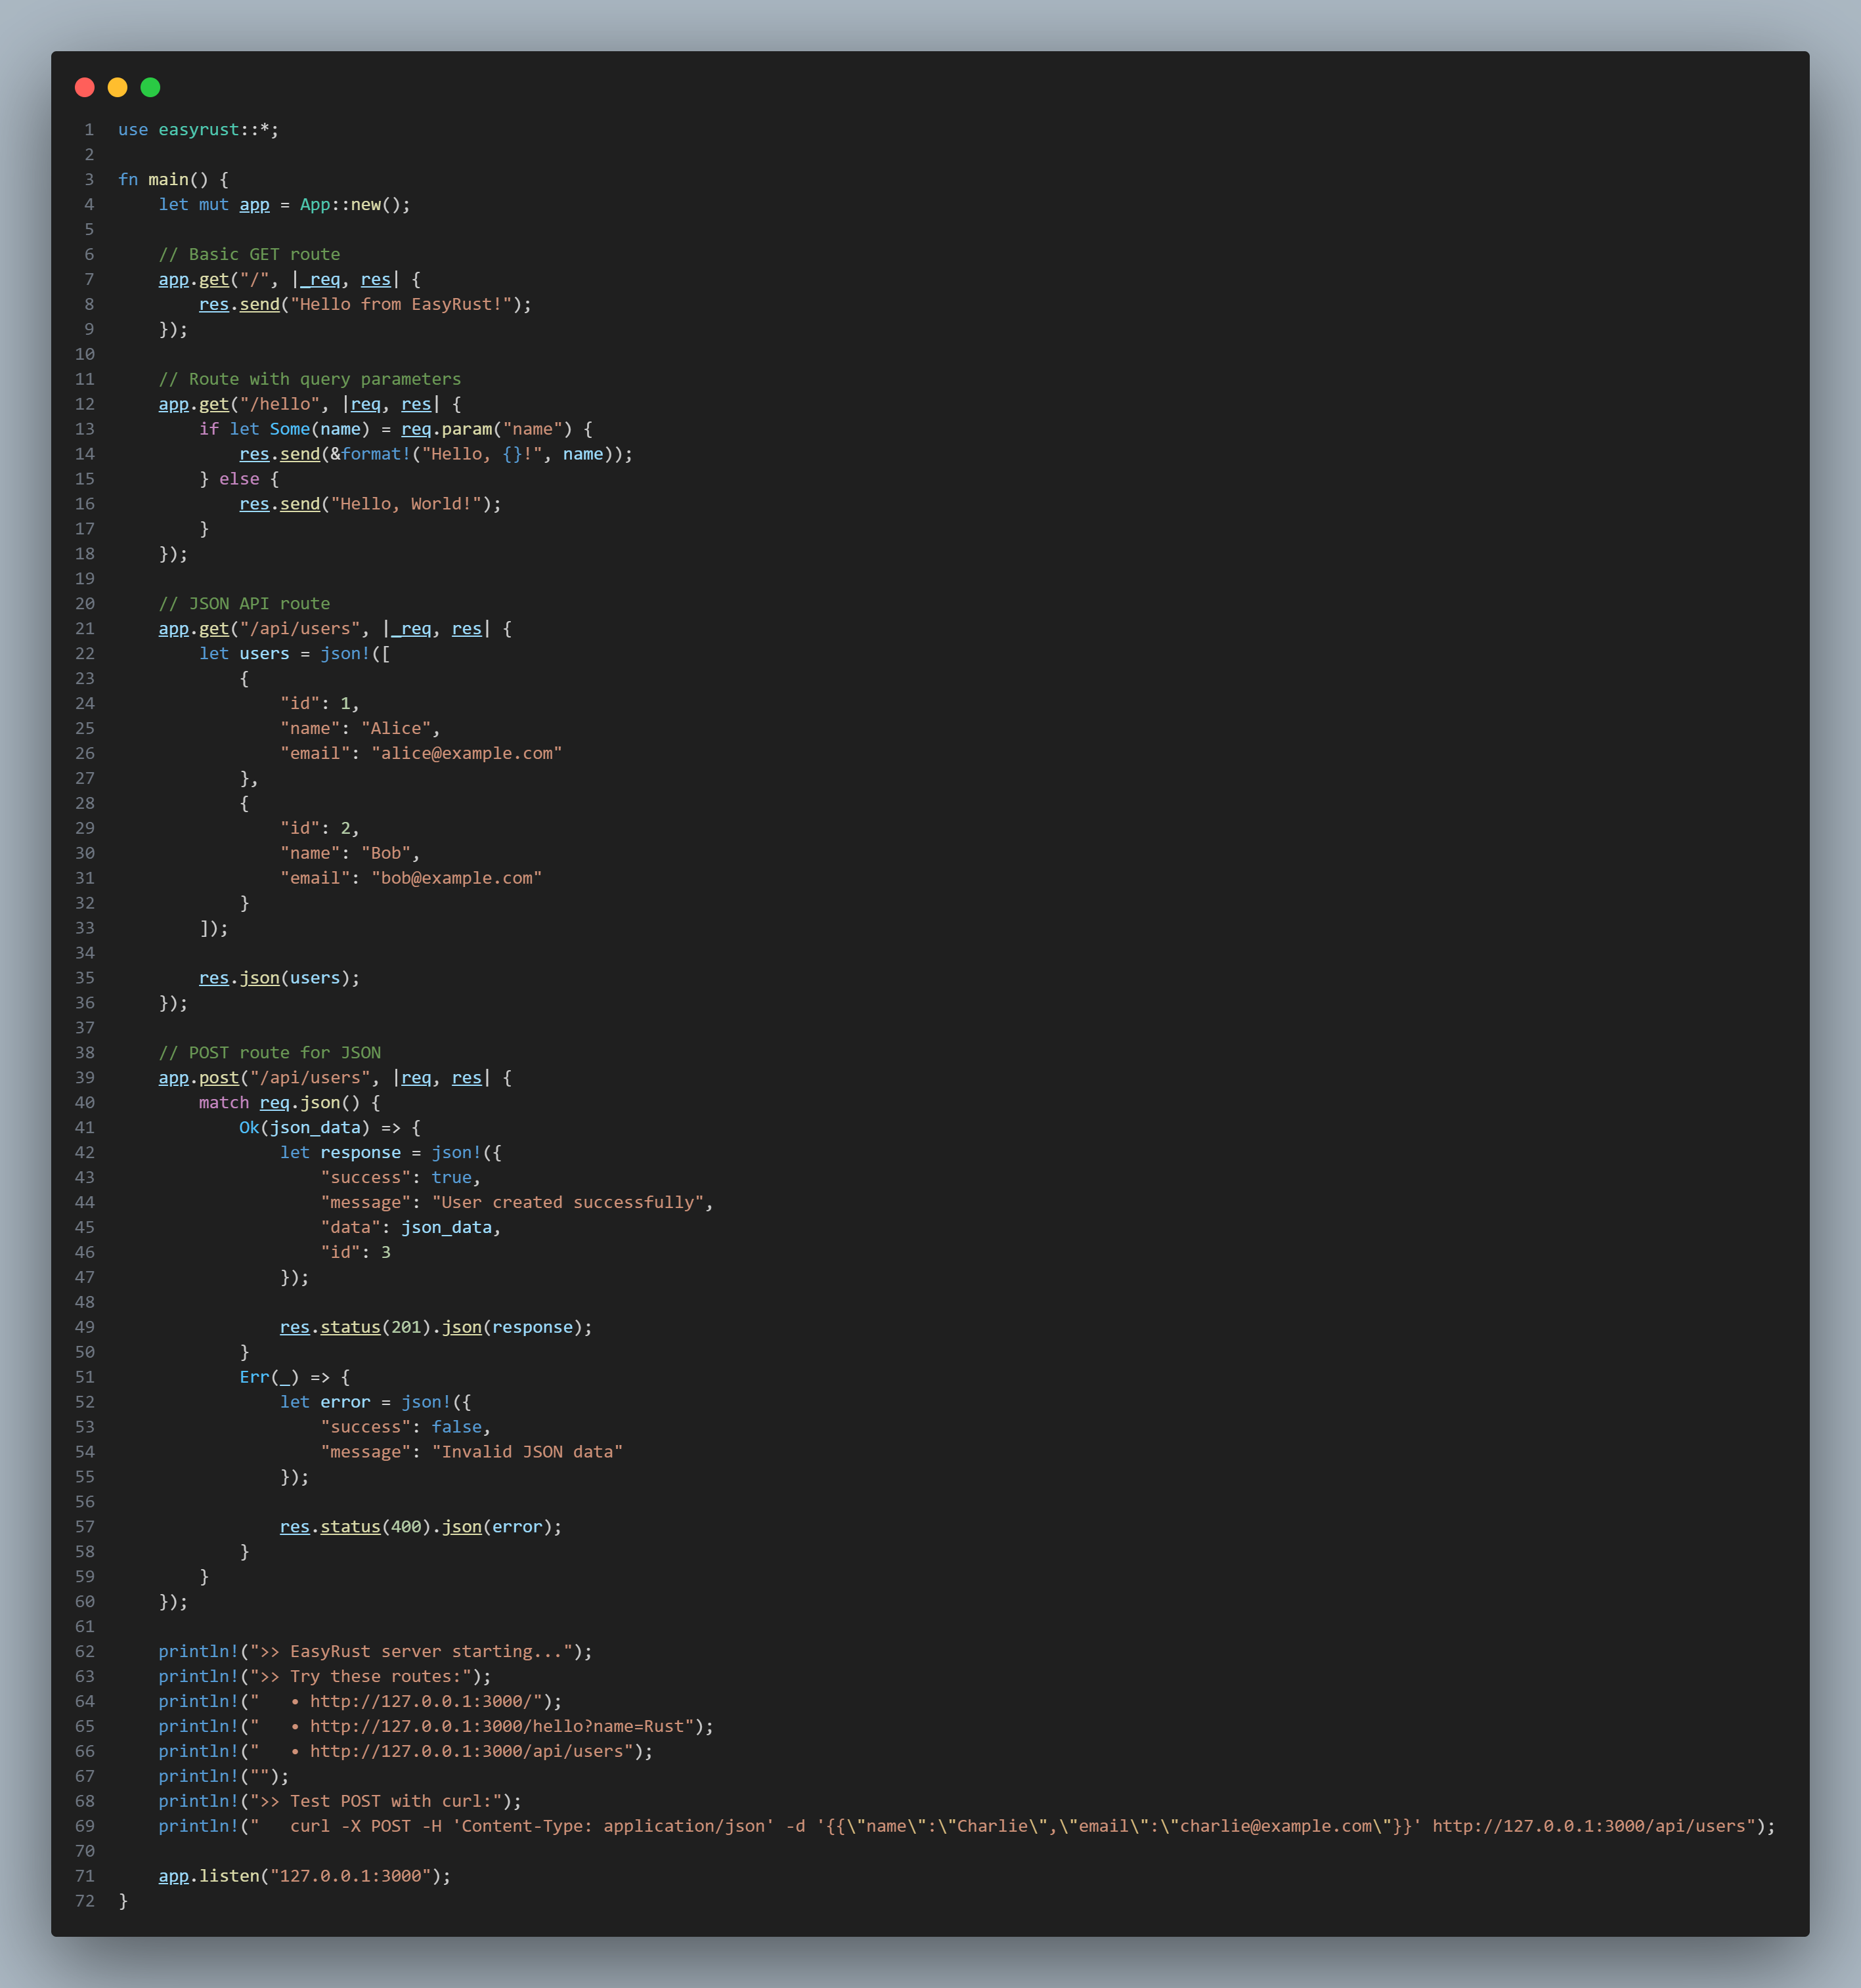 1 use easyrust::*;
2
3 fn main() {
4     let mut app = App::new();
5
6     // Basic GET route
7     app.get("/", |_req, res| {
8         res.send("Hello from EasyRust!");
9     });
10
11     // Route with query parameters
12     app.get("/hello", |req, res| {
13         if let Some(name) = req.param("name") {
14             res.send(&format!("Hello, {}!", name));
15         } else {
16             res.send("Hello, World!");
17         }
18     });
19
20     // JSON API route
21     app.get("/api/users", |_req, res| {
22         let users = json!([
23             {
24                 "id": 1,
25                 "name": "Alice",
26                 "email": "alice@example.com"
27             },
28             {
29                 "id": 2,
30                 "name": "Bob",
31                 "email": "bob@example.com"
32             }
33         ]);
34
35         res.json(users);
36     });
37
38     // POST route for JSON
39     app.post("/api/users", |req, res| {
40         match req.json() {
41             Ok(json_data) => {
42                 let response = json!({
43                     "success": true,
44                     "message": "User created successfully",
45                     "data": json_data,
46                     "id": 3
47                 });
48
49                 res.status(201).json(response);
50             }
51             Err(_) => {
52                 let error = json!({
53                     "success": false,
54                     "message": "Invalid JSON data"
55                 });
56
57                 res.status(400).json(error);
58             }
59         }
60     });
61
62     println!(">> EasyRust server starting...");
63     println!(">> Try these routes:");
64     println!("   • http://127.0.0.1:3000/");
65     println!("   • http://127.0.0.1:3000/hello?name=Rust");
66     println!("   • http://127.0.0.1:3000/api/users");
67     println!("");
68     println!(">> Test POST with curl:");
69     println!("   curl -X POST -H 'Content-Type: application/json' -d '{{\"name\":\"Charlie\",\"email\":\"charlie@example.com\"}}' http://127.0.0.1:3000/api/users");
70
71     app.listen("127.0.0.1:3000");
72 }